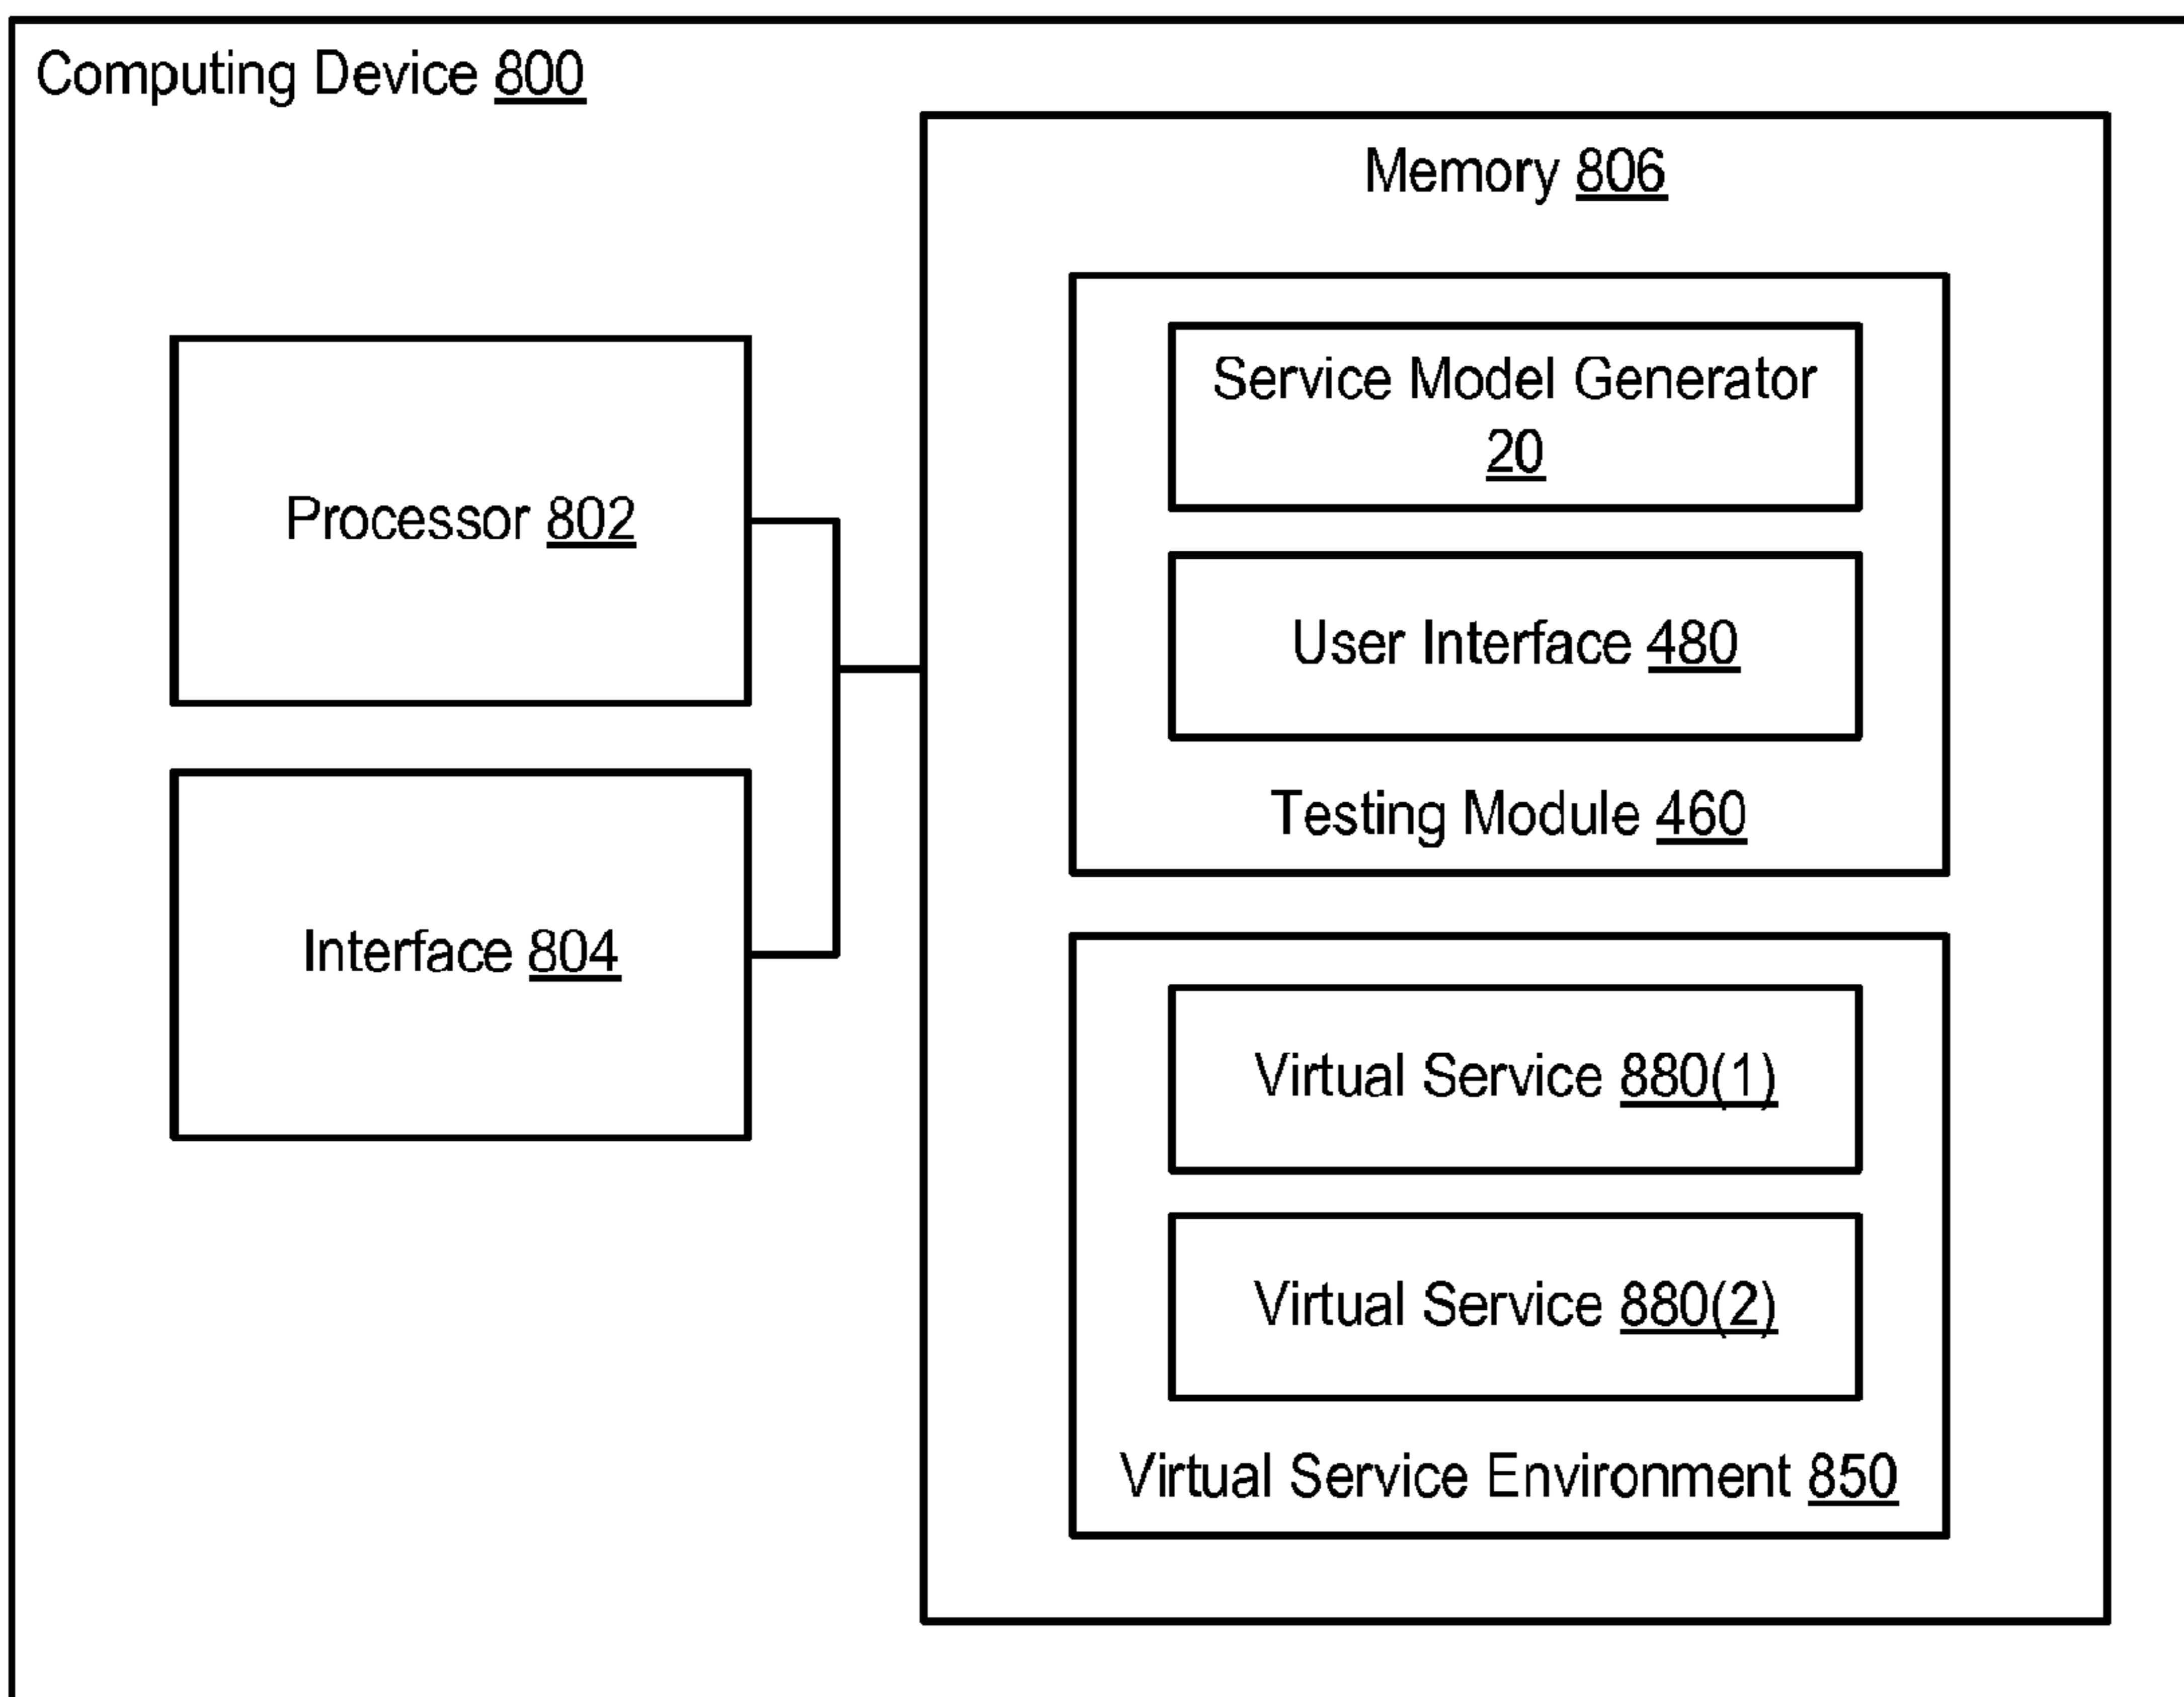 Computing Device 800
Memory 806
Service Model Generator
20
Processor 802
User Interface 480
Testing Module 460
Interface 804
Virtual Service 880(1)
Virtual Service 880(2)
Virtual Service Environment 850